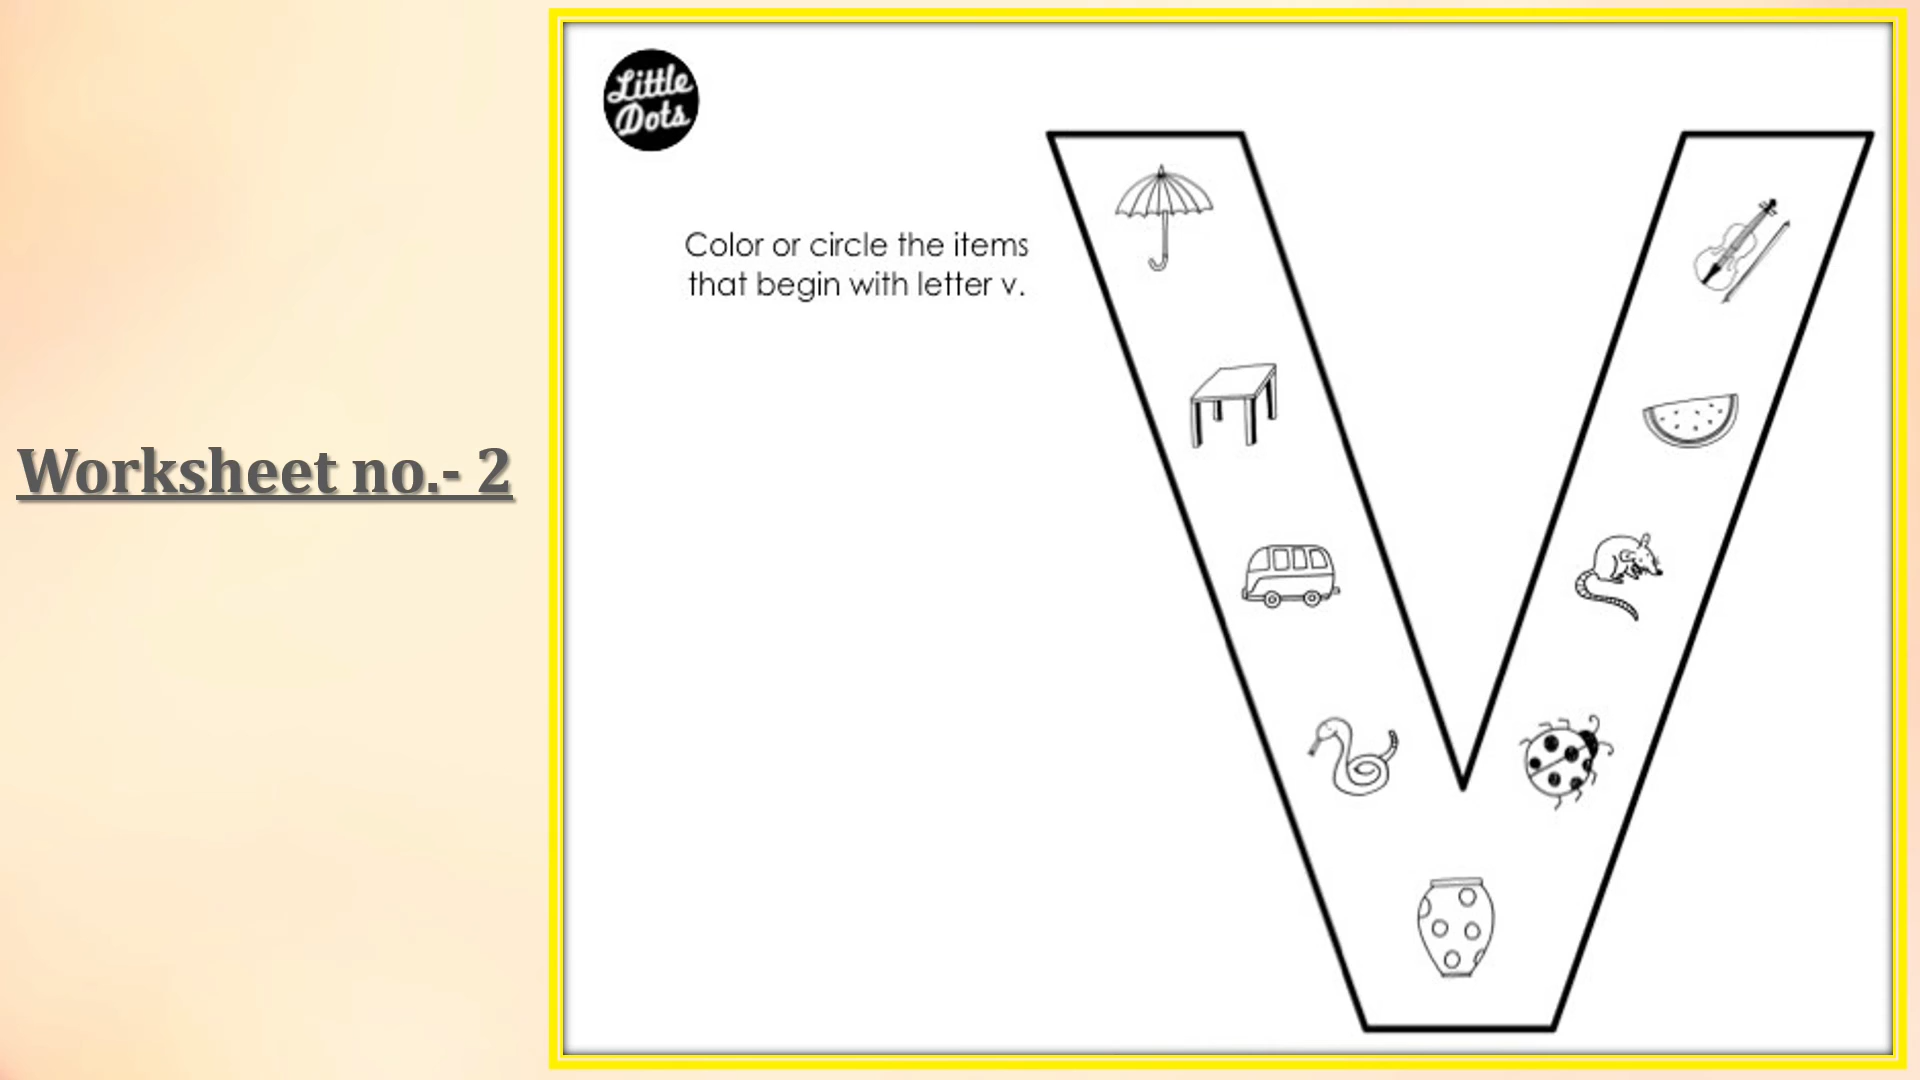 Worksheet no.- 2
Little
Dots
Color or circle the items
that begin with letter v.